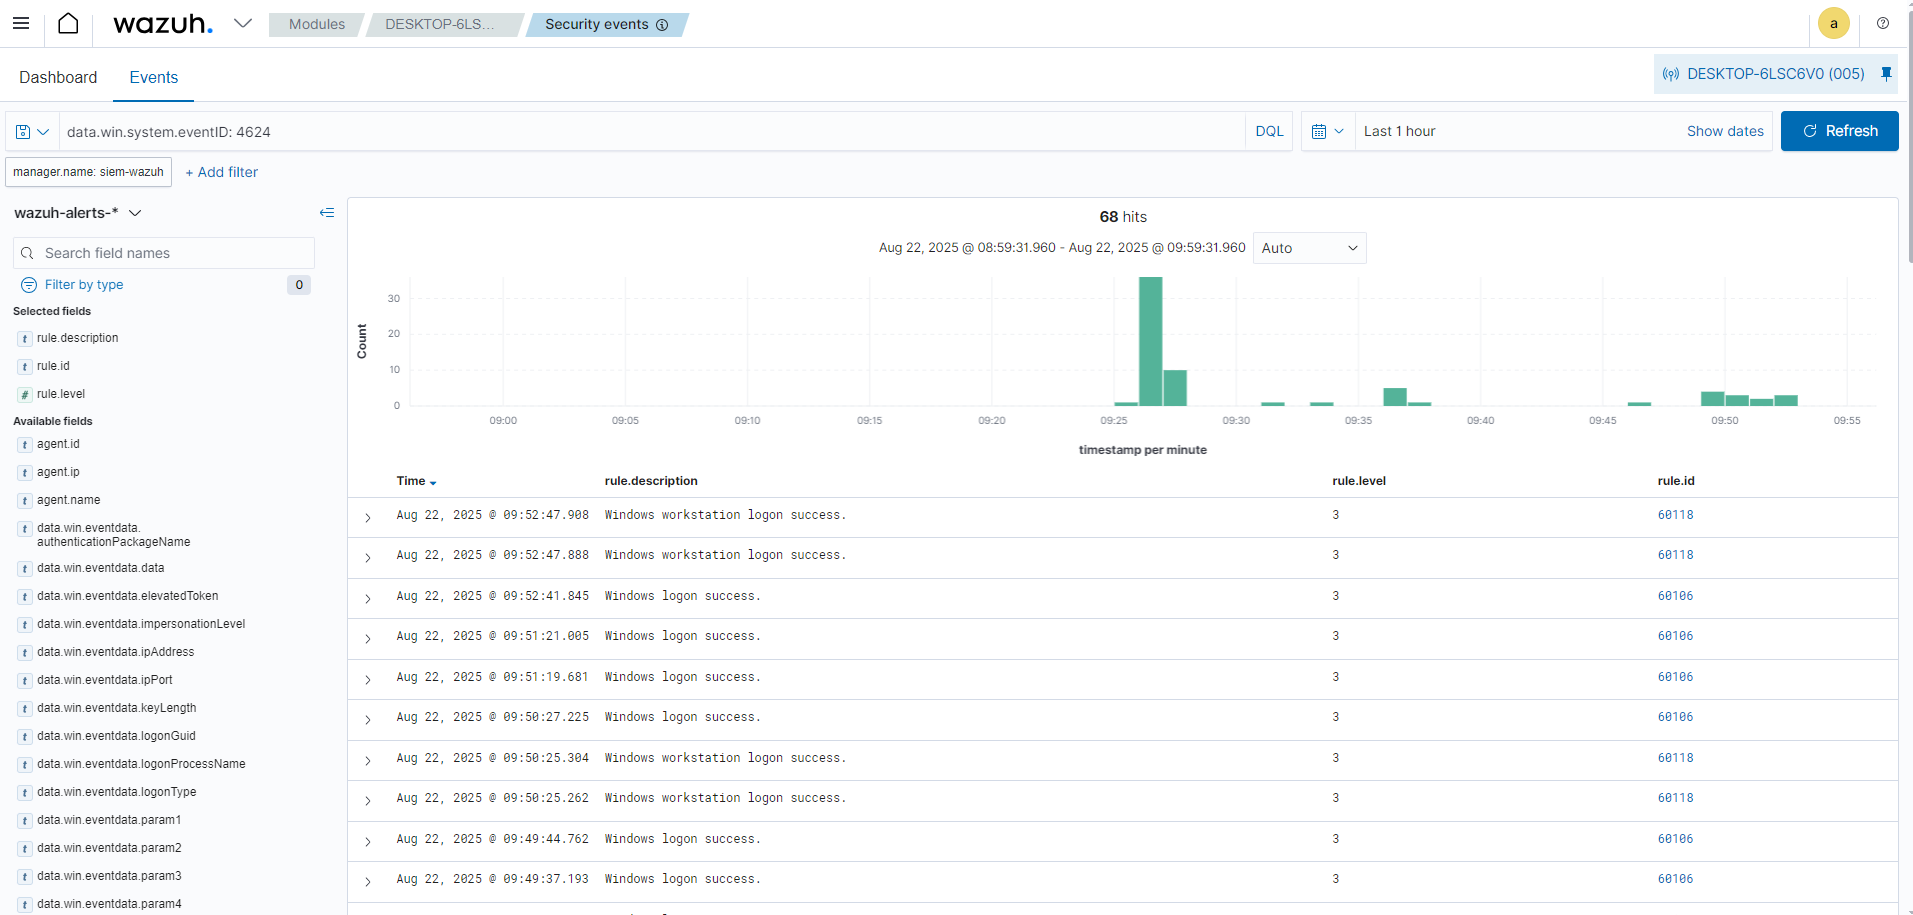 wazuh.
Modules
DESKTOP-6LS...
Security events
a
Dashboard
Events
DESKTOP-6LSC6V0 (005)
data.win.system.eventID: 4624
DQL
Last 1 hour
Show dates
Refresh
manager.name: siem-wazuh
+ Add filter
wazuh-alerts-*
Search field names
Filter by type
0
Selected fields
t rule.description
t rule.id
# rule.level
Available fields
t agent.id
t agent.ip
t agent.name
t data.win.eventdata.
authenticationPackageName
t data.win.eventdata.data
t data.win.eventdata.elevatedToken
t data.win.eventdata.impersonationLevel
t data.win.eventdata.ipAddress
t data.win.eventdata.ipPort
t data.win.eventdata.keyLength
t data.win.eventdata.logonGuid
t data.win.eventdata.logonProcessName
t data.win.eventdata.logonType
t data.win.eventdata.param1
t data.win.eventdata.param2
t data.win.eventdata.param3
t data.win.eventdata.param4
68 hits
Aug 22, 2025 @ 08:59:31.960 - Aug 22, 2025 @ 09:59:31.960
Auto
Count
30
20
10
0
09:00 09:05 09:10 09:15 09:20 09:25 09:30 09:35 09:40 09:45 09:50 09:55
timestamp per minute
Time rule.description rule.level rule.id
Aug 22, 2025 @ 09:52:47.908 Windows workstation logon success. 3 60118
Aug 22, 2025 @ 09:52:47.888 Windows workstation logon success. 3 60118
Aug 22, 2025 @ 09:52:41.845 Windows logon success. 3 60106
Aug 22, 2025 @ 09:51:21.005 Windows logon success. 3 60106
Aug 22, 2025 @ 09:51:19.681 Windows logon success. 3 60106
Aug 22, 2025 @ 09:50:27.225 Windows logon success. 3 60106
Aug 22, 2025 @ 09:50:25.304 Windows workstation logon success. 3 60118
Aug 22, 2025 @ 09:50:25.262 Windows workstation logon success. 3 60118
Aug 22, 2025 @ 09:49:44.762 Windows logon success. 3 60106
Aug 22, 2025 @ 09:49:37.193 Windows logon success. 3 60106